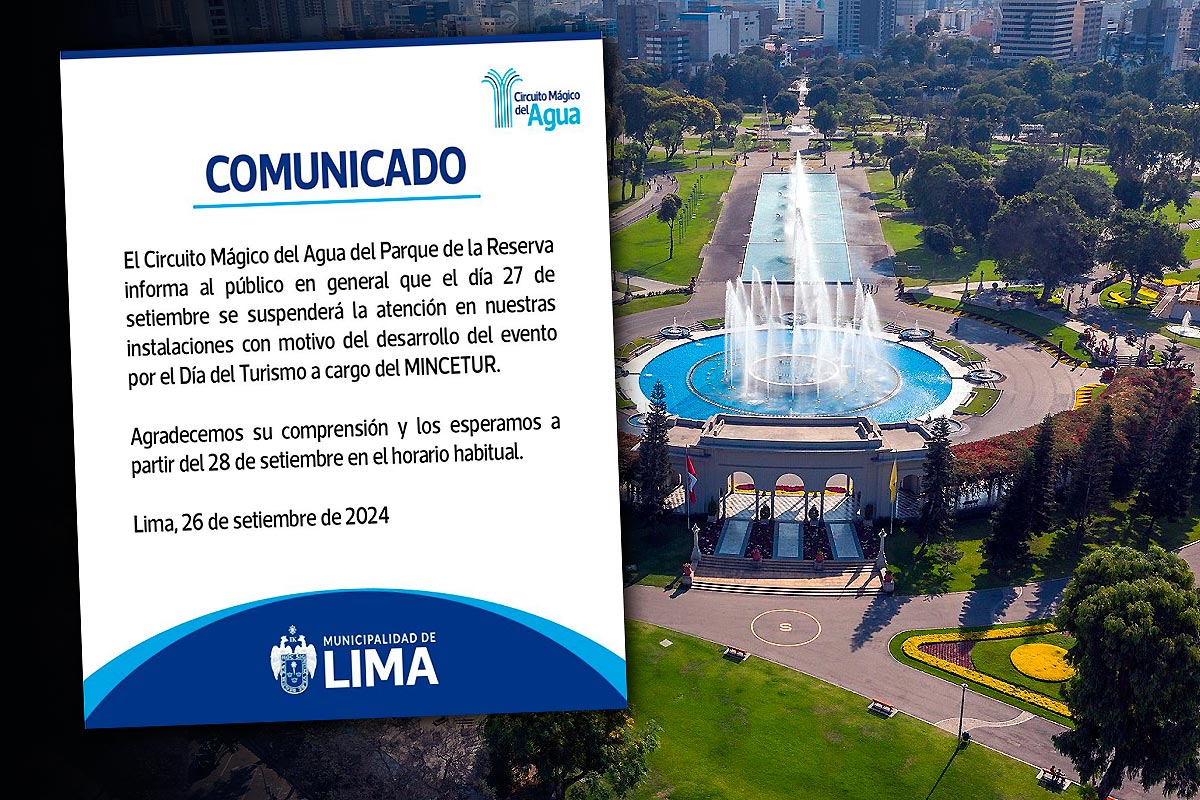 Circuito Mágico
del Agua
COMUNICADO
El Circuito Mágico del Agua del Parque de la Reserva
informa al público en general que el día 27 de
setiembre se suspenderá la atención en nuestras
instalaciones con motivo del desarrollo del evento
por el Día del Turismo a cargo del MINCETUR.
Agradecemos su comprensión y los esperamos a
partir del 28 de setiembre en el horario habitual.
Lima, 26 de setiembre de 2024
MUNICIPALIDAD DE
LIMA